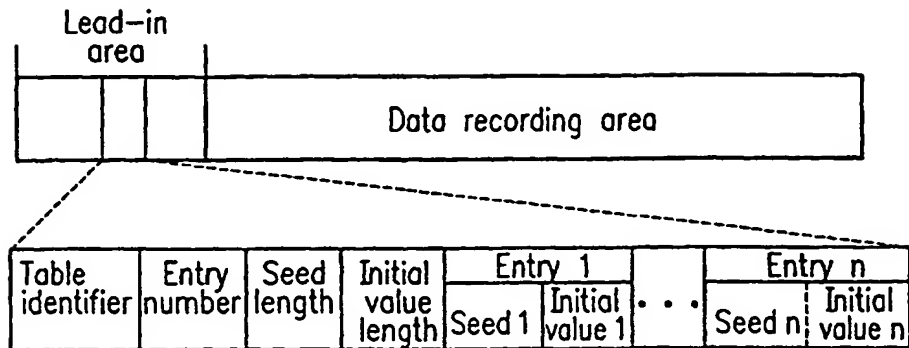 Lead-in
area
Data recording area
Table
identifier
Entry
number
Seed
length
Initial
value
length
Entry 1
Seed 1
Initial
value 1
. . .
Entry n
Seed n
Initial
value n